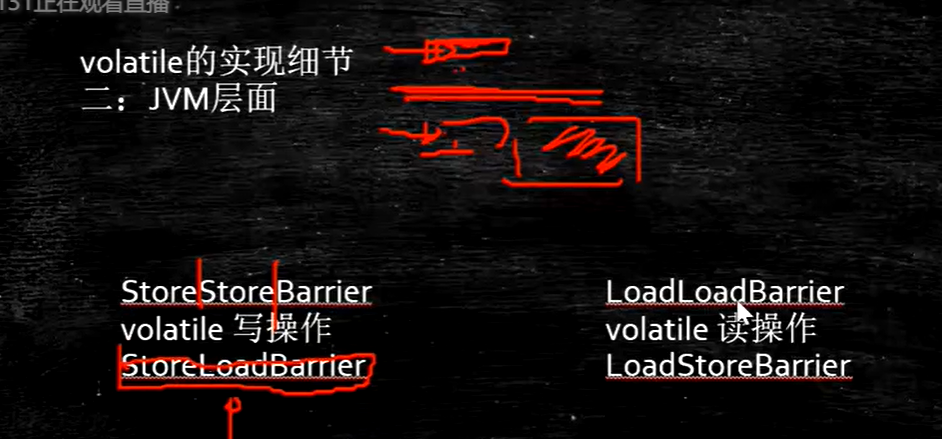 131正在观看直播
volatile的实现细节
二：JVM层面
StoreStoreBarrier
volatile 写操作
StoreLoadBarrier
LoadLoadBarrier
volatile 读操作
LoadStoreBarrier